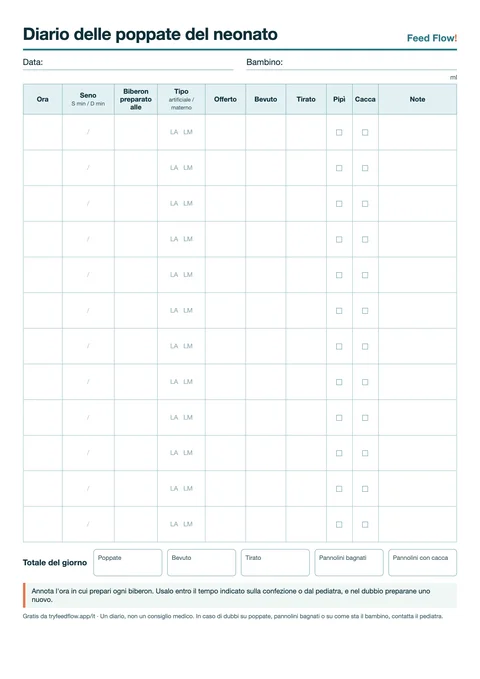 Diario delle poppate del neonato
Feed Flow!
Data:
Bambino:
ml
Ora
Seno
S min / D min
Biberon
preparato
alle
Tipo
artificiale /
materno
Offerto
Bevuto
Tirato
Pipì
Cacca
Note
/ LA LM
/ LA LM
/ LA LM
/ LA LM
/ LA LM
/ LA LM
/ LA LM
/ LA LM
/ LA LM
/ LA LM
/ LA LM
/ LA LM
Totale del giorno
Poppate
Bevuto
Tirato
Pannolini bagnati
Pannolini con cacca
Annota l'ora in cui prepari ogni biberon. Usalo entro il tempo indicato sulla confezione o dal pediatra, e nel dubbio preparane uno
nuovo.
Gratis da tryfeedflow.app/it · Un diario, non un consiglio medico. In caso di dubbi su poppate, pannolini bagnati o su come sta il bambino, contatta il pediatra.